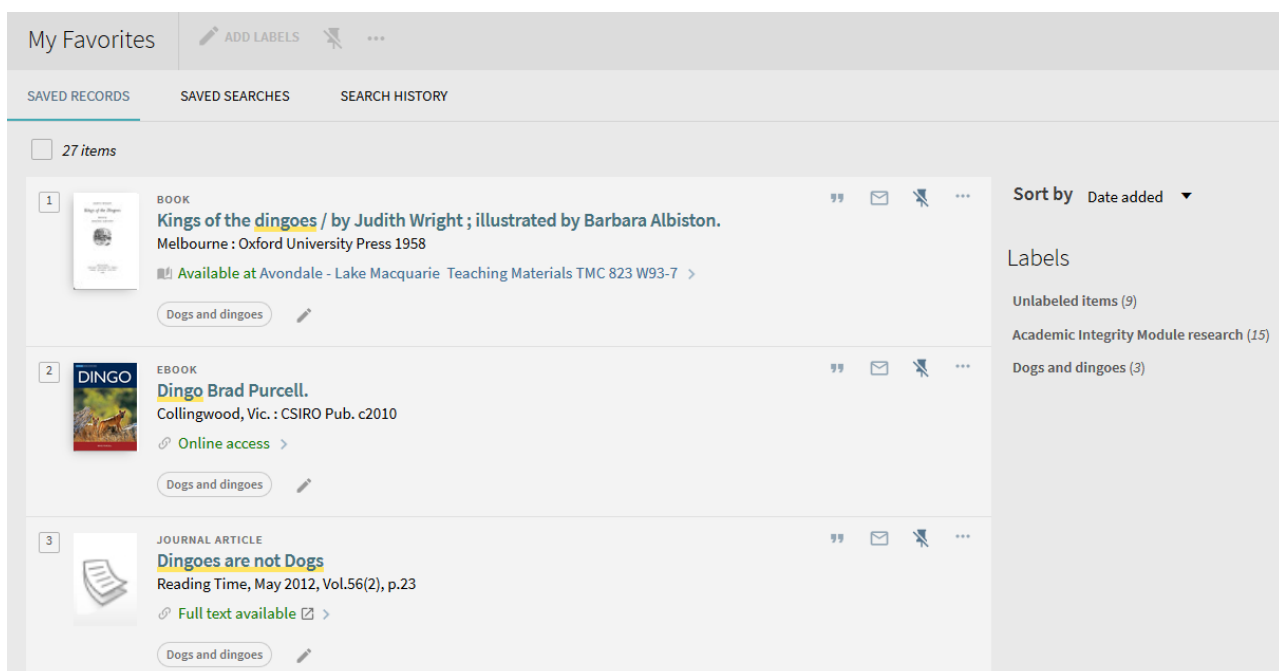 My Favorites
ADD LABELS
SAVED RECORDS
SAVED SEARCHES
SEARCH HISTORY
27 items
1
BOOK
Kings of the dingoes / by Judith Wright ; illustrated by Barbara Albiston.
Melbourne : Oxford University Press 1958
Available at Avondale - Lake Macquarie Teaching Materials TMC 823 W93-7 >
Dogs and dingoes
2
DINGO
EBOOK
Dingo Brad Purcell.
Collingwood, Vic. : CSIRO Pub. c2010
Online access >
Dogs and dingoes
3
JOURNAL ARTICLE
Dingoes are not Dogs
Reading Time, May 2012, Vol.56(2), p.23
Full text available >
Dogs and dingoes
Sort by Date added
Labels
Unlabeled items (9)
Academic Integrity Module research (15)
Dogs and dingoes (3)